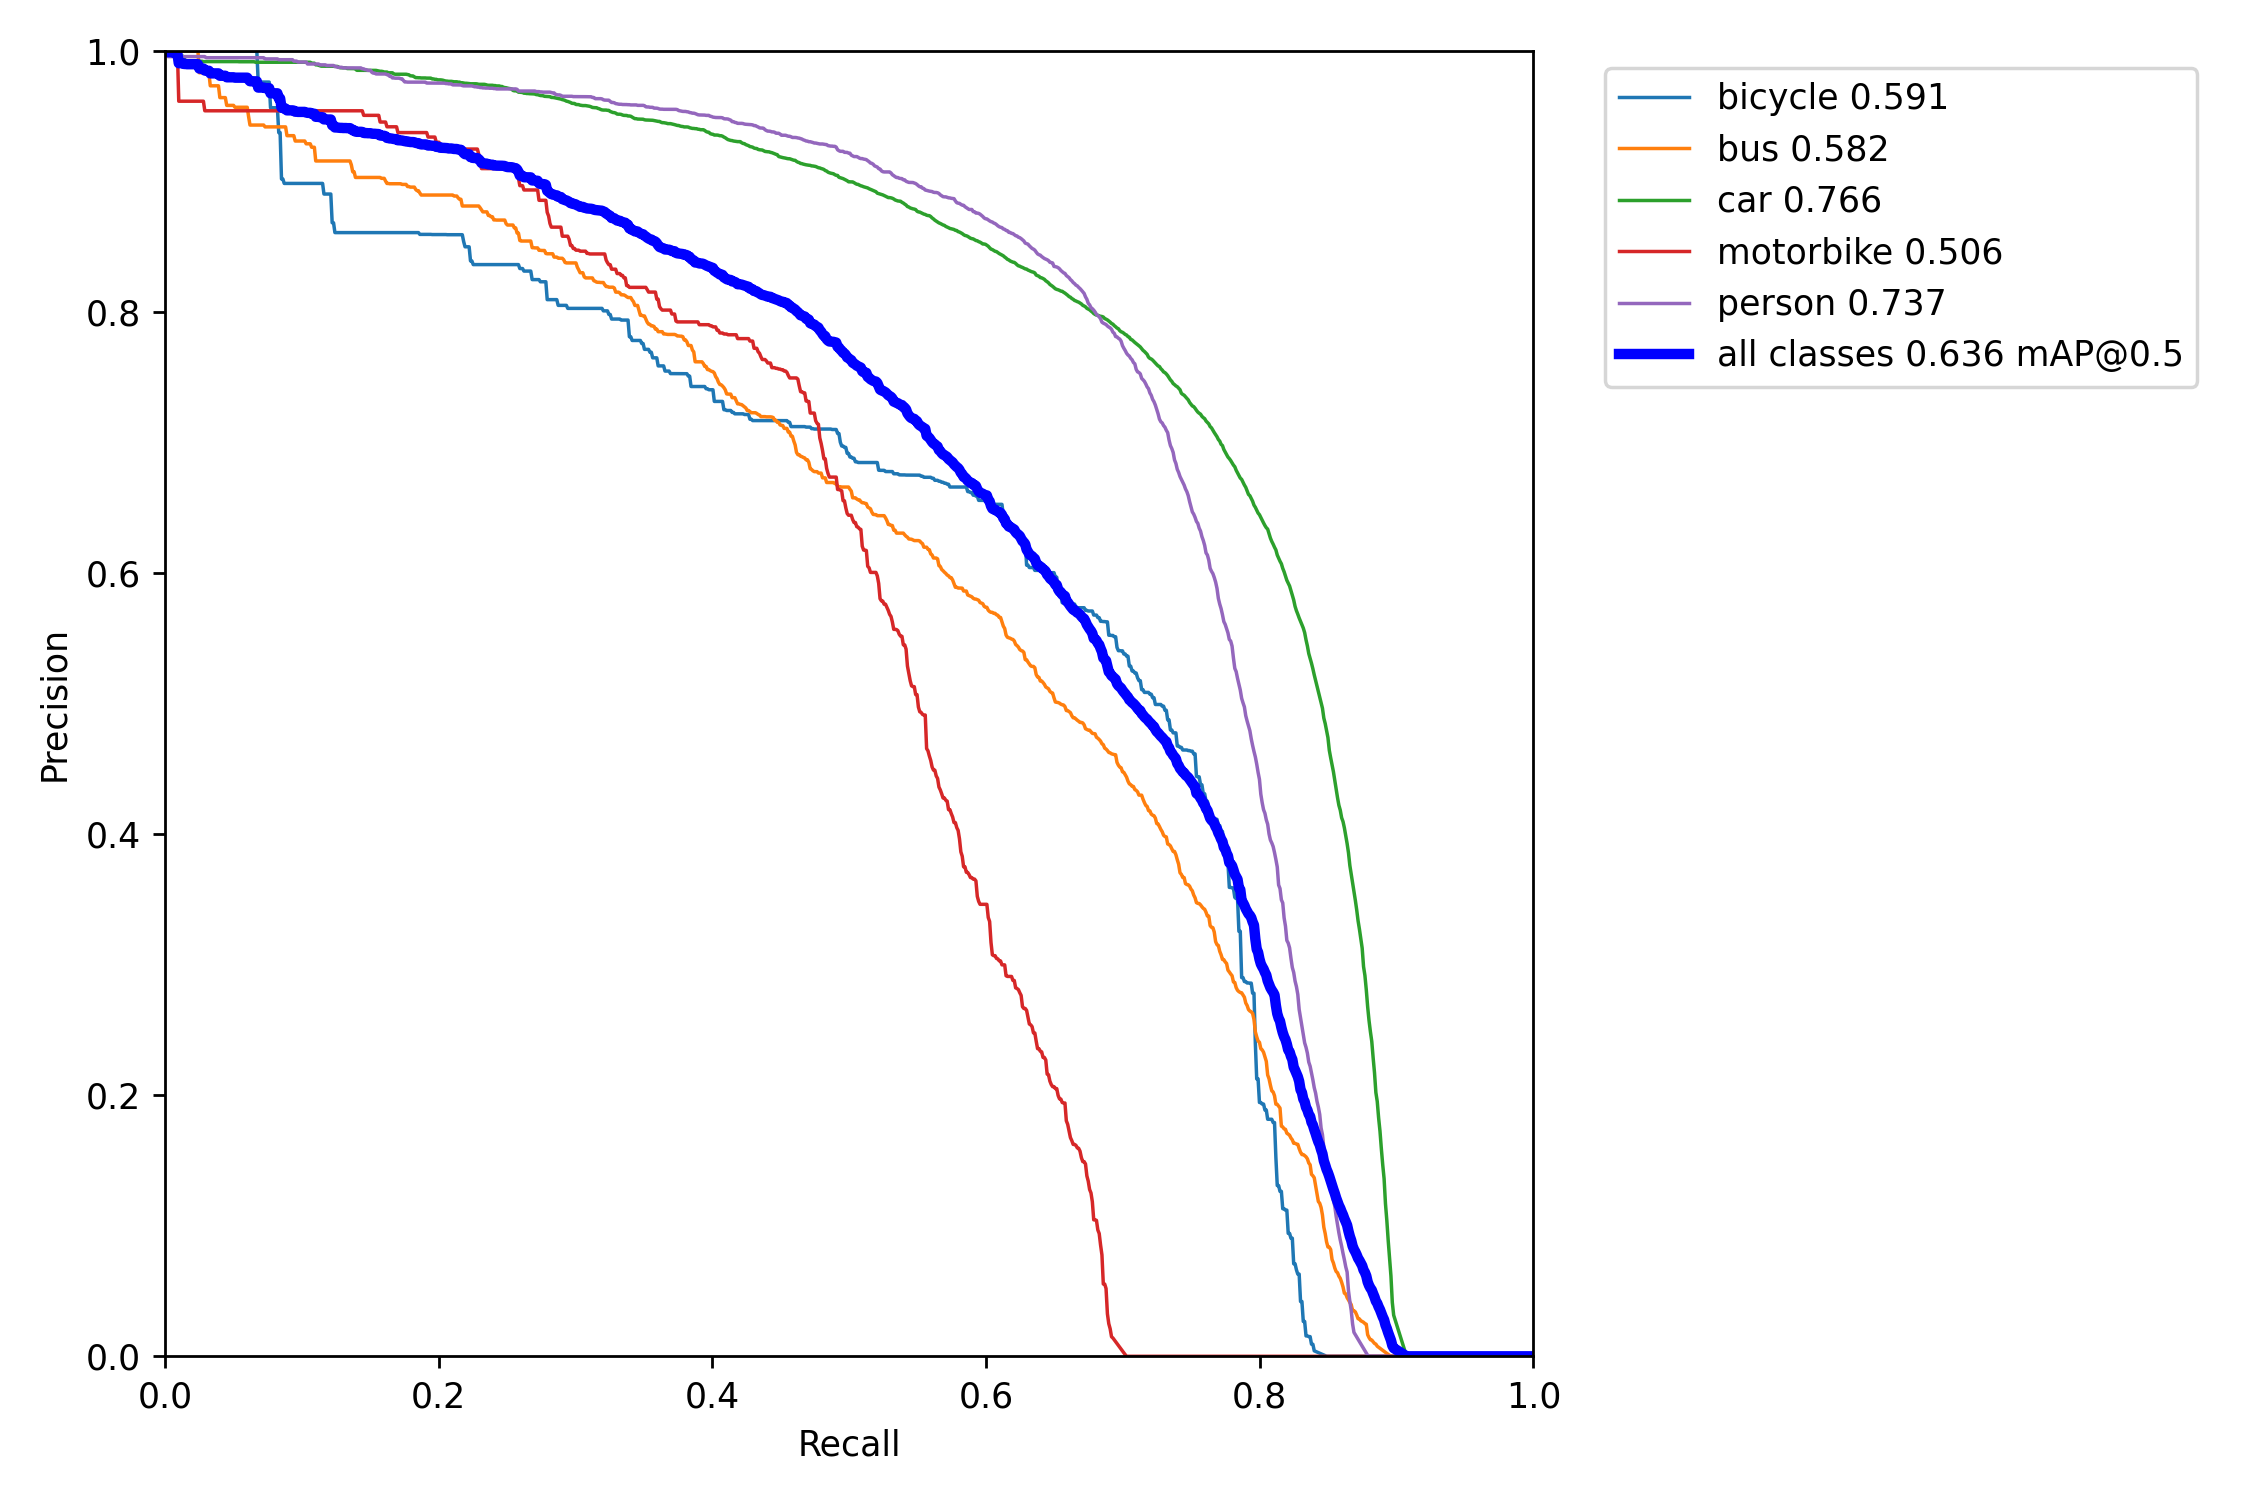 1.0
0.8
0.6
0.4
0.2
0.0
0.0 0.2 0.4 0.6 0.8 1.0
Precision
Recall
bicycle 0.591
bus 0.582
car 0.766
motorbike 0.506
person 0.737
all classes 0.636 mAP@0.5